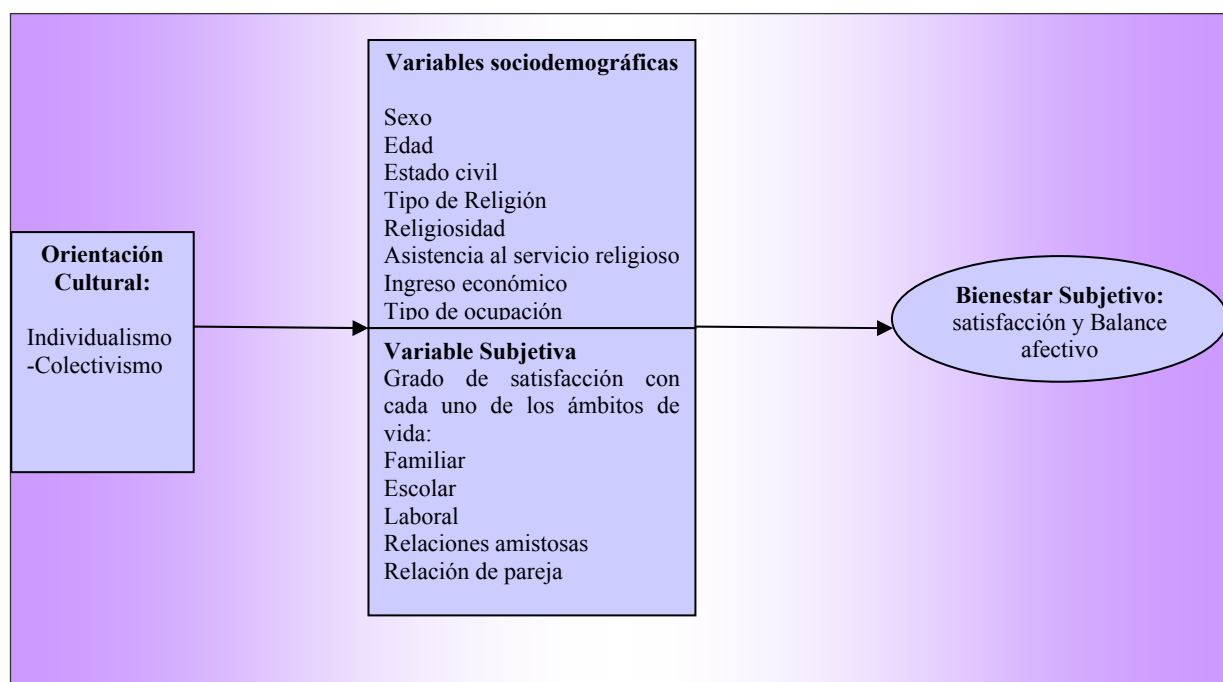 Orientación
Cultural:
Individualismo
-Colectivismo
Variables sociodemográficas
Sexo
Edad
Estado civil
Tipo de Religión
Religiosidad
Asistencia al servicio religioso
Ingreso económico
Tipo de ocupación
Variable Subjetiva
Grado de satisfacción con
cada uno de los ámbitos de
vida:
Familiar
Escolar
Laboral
Relaciones amistosas
Relación de pareja
Bienestar Subjetivo:
satisfacción y Balance
afectivo